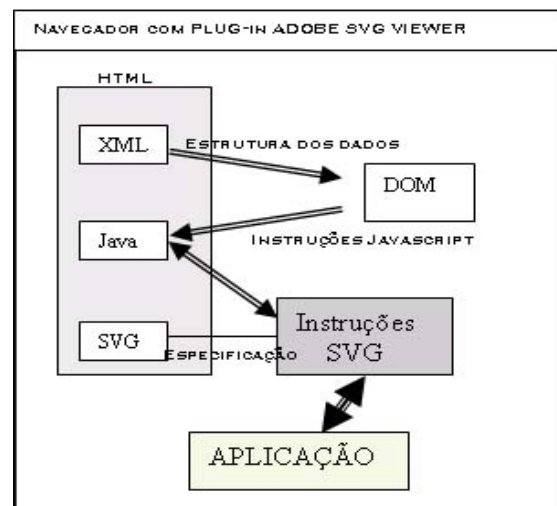 NAVEGADOR COM PLUG-IN ADOBE SVG VIEWER
HTML
XML
ESTRUTURA DOS DADOS
DOM
Java
INSTRUÇÕES JAVASCRIPT
Instruções
SVG
SVG
ESPECIFICAÇÃO
APLICAÇÃO